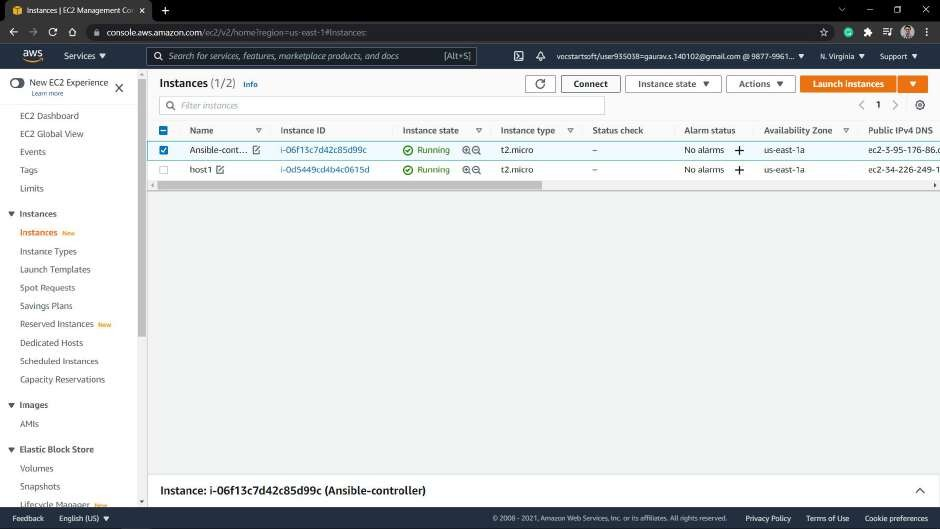 Instances | EC2 Management Con
console.aws.amazon.com/ec2/v2/home?region=us-east-1#Instances:
aws Services Search for services, features, marketplace products, and docs [Alt+S] vocstartsoft/user935038=gaurav.s.140102@gmail.com @ 9877-9961... N. Virginia Support
New EC2 Experience
Learn more
EC2 Dashboard
EC2 Global View
Events
Tags
Limits
Instances
Instances New
Instance Types
Launch Templates
Spot Requests
Savings Plans
Reserved Instances New
Dedicated Hosts
Scheduled Instances
Capacity Reservations
Images
AMIs
Elastic Block Store
Volumes
Snapshots
Lifecycle Manager New
Instances (1/2) Info Connect Instance state Actions Launch instances
Filter instances 1
Name Instance ID Instance state Instance type Status check Alarm status Availability Zone Public IPv4 DNS
Ansible-cont... i-06f13c7d42c85d99c Running t2.micro – No alarms + us-east-1a ec2-3-95-176-86.c
host1 i-0d5449cd4b4c0615d Running t2.micro – No alarms + us-east-1a ec2-34-226-249-1
Instance: i-06f13c7d42c85d99c (Ansible-controller)
Feedback English (US) © 2008 - 2021, Amazon Web Services, Inc. or its affiliates. All rights reserved. Privacy Policy Terms of Use Cookie preferences